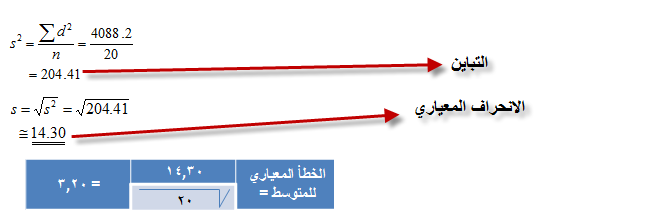 s² = ∑d² / n = 4088.2 / 20
= 204.41
التباين
s = √s² = √204.41
الانحراف المعياري
≅ 14.30
الخطأ المعياري للمتوسط = ١٤,٣٠ / √٢٠ = ٣,٢٠